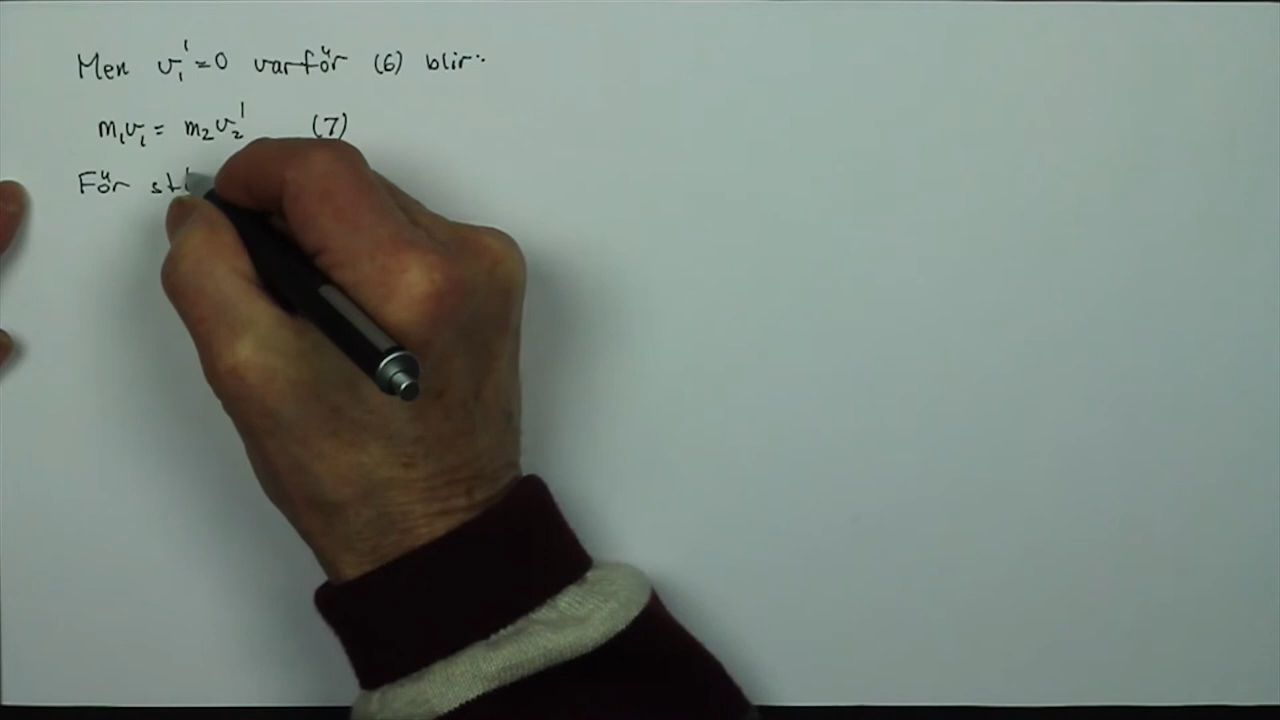 Men v₁' = 0 varför (6) blir:
m₁v₁ = m₂v₂' (7)
För